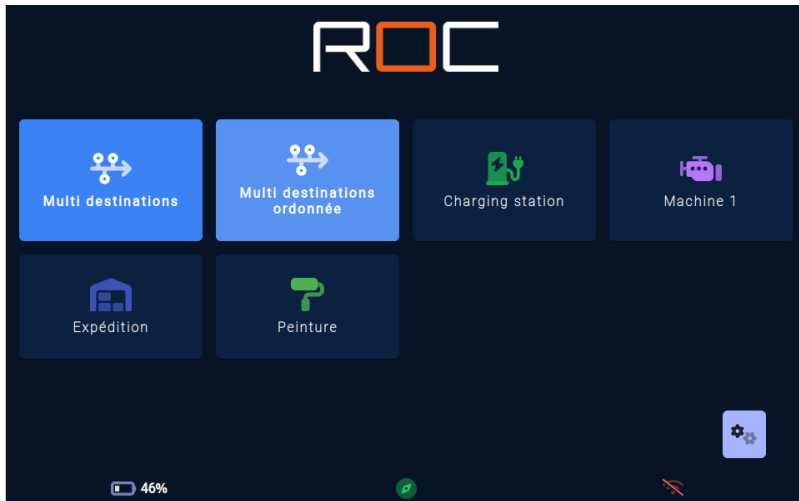 ROC
Multi destinations
Multi destinations
ordonnée
Charging station
Machine 1
Expédition
Peinture
46%